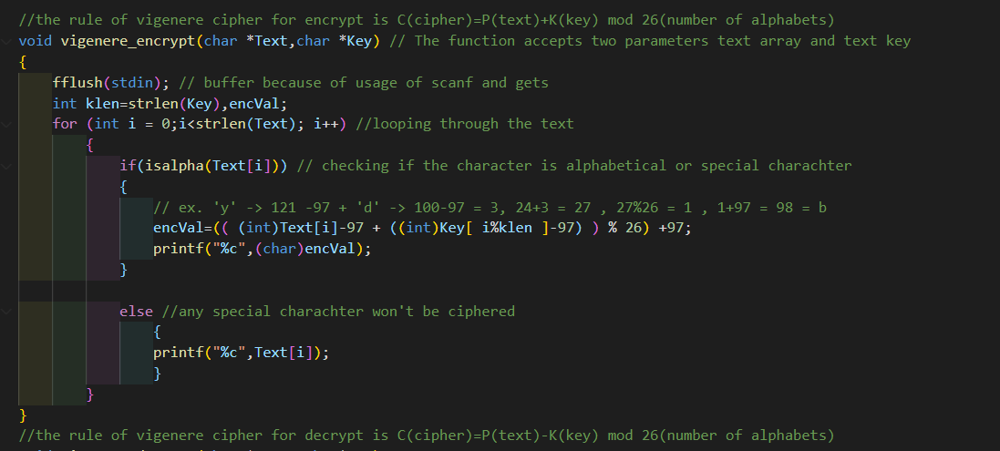 //the rule of vigenere cipher for encrypt is C(cipher)=P(text)+K(key) mod 26(number of alphabets)
void vigenere_encrypt(char *Text,char *Key) // The function accepts two parameters text array and text key
{
fflush(stdin); // buffer because of usage of scanf and gets
int klen=strlen(Key),encVal;
for (int i = 0;i<strlen(Text); i++) //looping through the text
{
if(isalpha(Text[i])) // checking if the character is alphabetical or special charachter
{
// ex. 'y' -> 121 -97 + 'd' -> 100-97 = 3, 24+3 = 27 , 27%26 = 1 , 1+97 = 98 = b
encVal=(( (int)Text[i]-97 + ((int)Key[ i%klen ]-97) ) % 26) +97;
printf("%c",(char)encVal);
}
else //any special charachter won't be ciphered
{
printf("%c",Text[i]);
}
}
}
//the rule of vigenere cipher for decrypt is C(cipher)=P(text)-K(key) mod 26(number of alphabets)